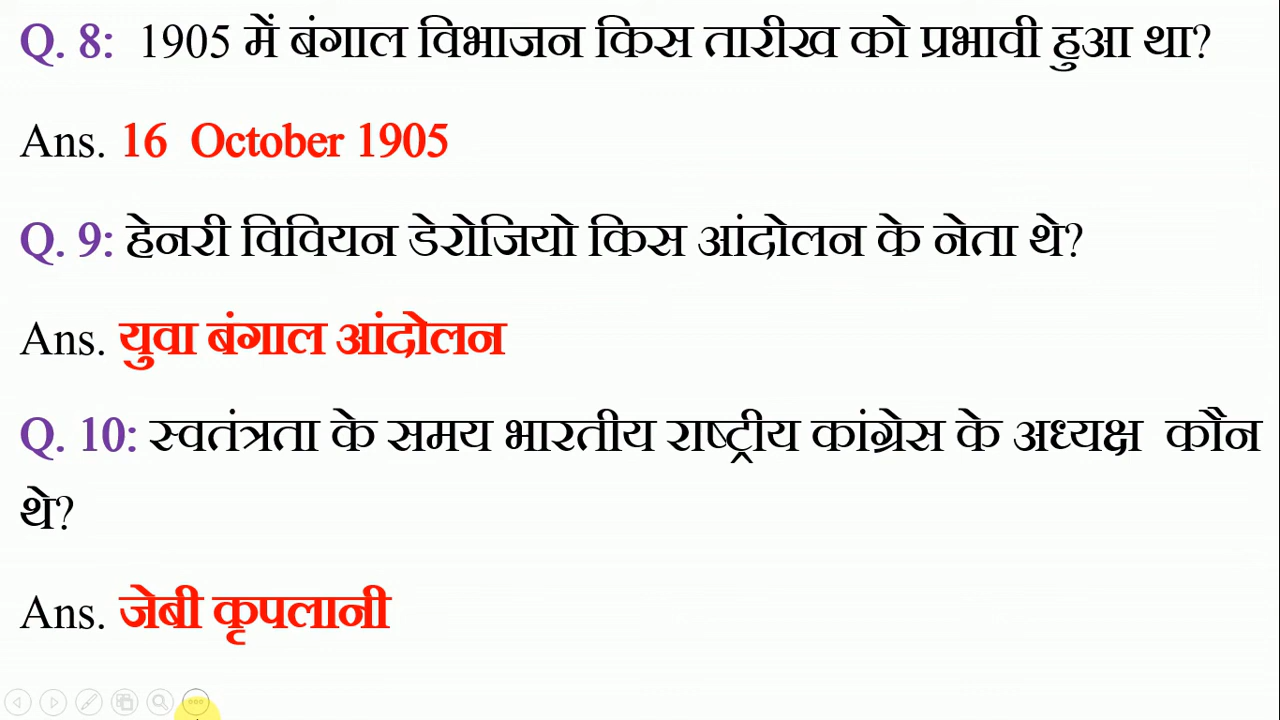 Q. 8: 1905 में बंगाल विभाजन किस तारीख को प्रभावी हुआ था?
Ans. 16 October 1905
Q. 9: हेनरी विवियन डेरोजियो किस आंदोलन के नेता थे?
Ans. युवा बंगाल आंदोलन
Q. 10: स्वतंत्रता के समय भारतीय राष्ट्रीय कांग्रेस के अध्यक्ष कौन
थे?
Ans. जेबी कृपलानी